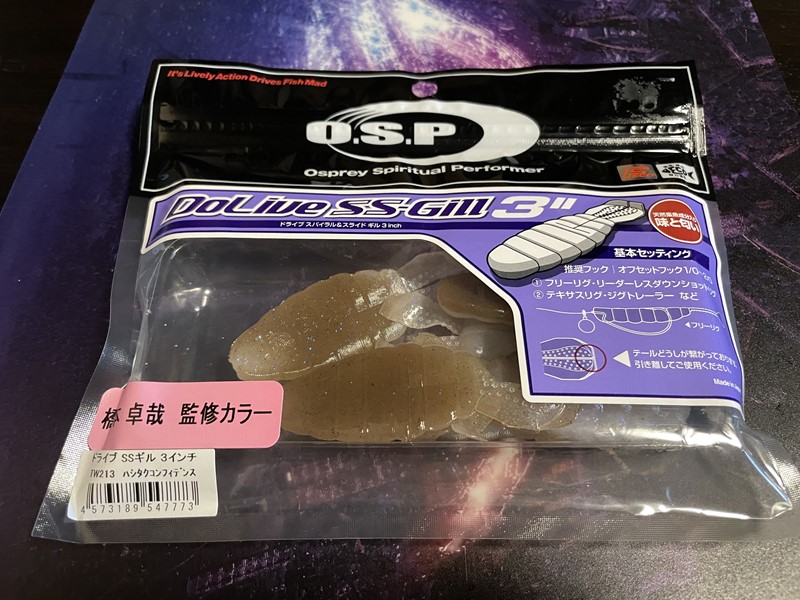 It's Lively Action Drives Fish Mad
O.S.P
Osprey Spiritual Performer
DoLive SS-Gill 3"
ドライブ スパイラル&スライド ギル 3 inch
味と匂い
基本セッティング
推奨フック オフセットフック1/0
① フリーリグ・リーダーレスダウンショットリグ
② テキサスリグ・ジグトレーラー など
◀フリーリグ
◀ テールどうしが繋がっております
引き離してご使用ください。
Made in
橋 卓哉 監修カラー
ドライブ SSギル 3インチ
TW213 ハシタクコンフィデンス
4 573189 547773